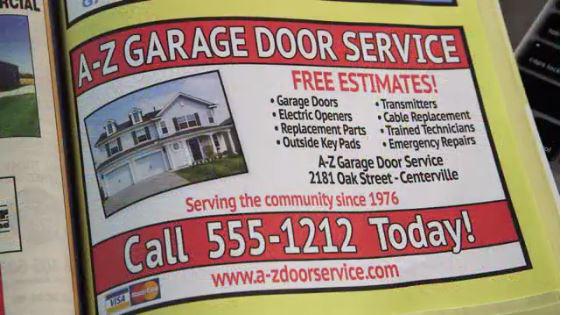 RCIAL
A-Z GARAGE DOOR SERVICE
FREE ESTIMATES!
• Garage Doors
• Electric Openers
• Replacement Parts
• Outside Key Pads
• Transmitters
• Cable Replacement
• Trained Technicians
• Emergency Repairs
A-Z Garage Door Service
2181 Oak Street - Centerville
Serving the community since 1976
Call 555-1212 Today!
www.a-zdoorservice.com
VISA MasterCard